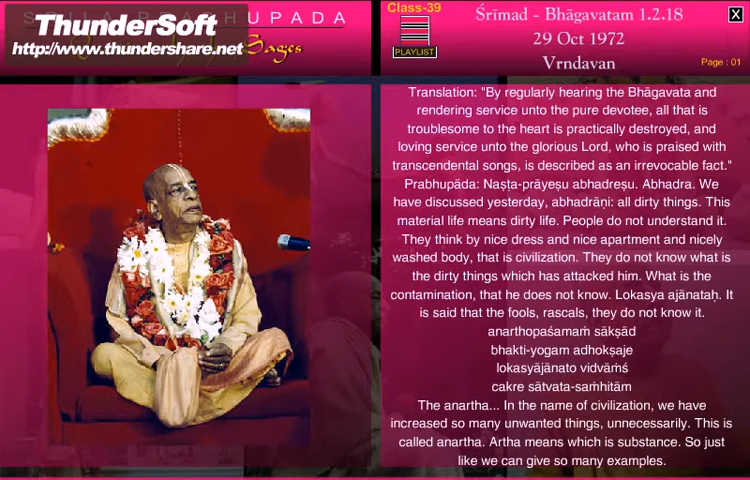 SRILA PRABHUPADA
ThunderSoft
http://www.thundershare.net
Sages
Class-39
PLAYLIST
Śrīmad - Bhāgavatam 1.2.18
29 Oct 1972
Vrndavan
X
Page : 01
Translation: "By regularly hearing the Bhāgavata and
rendering service unto the pure devotee, all that is
troublesome to the heart is practically destroyed, and
loving service unto the glorious Lord, who is praised with
transcendental songs, is described as an irrevocable fact."
Prabhupāda: Naṣṭa-prāyeṣu abhadreṣu. Abhadra. We
have discussed yesterday, abhadrāṇi: all dirty things. This
material life means dirty life. People do not understand it.
They think by nice dress and nice apartment and nicely
washed body, that is civilization. They do not know what is
the dirty things which has attacked him. What is the
contamination, that he does not know. Lokasya ajānataḥ. It
is said that the fools, rascals, they do not know it.
anarthopaśamaṁ sākṣād
bhakti-yogam adhokṣaje
lokasyājānato vidvāṁś
cakre sātvata-saṁhitām
The anartha... In the name of civilization, we have
increased so many unwanted things, unnecessarily. This is
called anartha. Artha means which is substance. So just
like we can give so many examples.